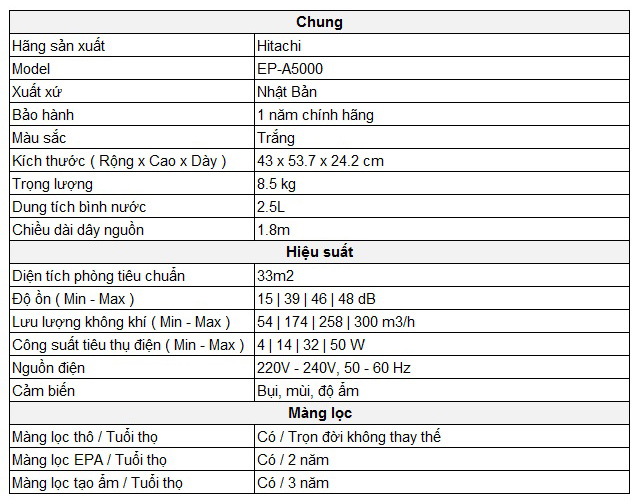 Chung
Hãng sản xuất Hitachi
Model EP-A5000
Xuất xứ Nhật Bản
Bảo hành 1 năm chính hãng
Màu sắc Trắng
Kích thước ( Rộng x Cao x Dày ) 43 x 53.7 x 24.2 cm
Trọng lượng 8.5 kg
Dung tích bình nước 2.5L
Chiều dài dây nguồn 1.8m
Hiệu suất
Diện tích phòng tiêu chuẩn 33m2
Độ ồn ( Min - Max ) 15 | 39 | 46 | 48 dB
Lưu lượng không khí ( Min - Max ) 54 | 174 | 258 | 300 m3/h
Công suất tiêu thụ điện ( Min - Max ) 4 | 14 | 32 | 50 W
Nguồn điện 220V - 240V, 50 - 60 Hz
Cảm biến Bụi, mùi, độ ẩm
Màng lọc
Màng lọc thô / Tuổi thọ Có / Trọn đời không thay thế
Màng lọc EPA / Tuổi thọ Có / 2 năm
Màng lọc tạo ẩm / Tuổi thọ Có / 3 năm